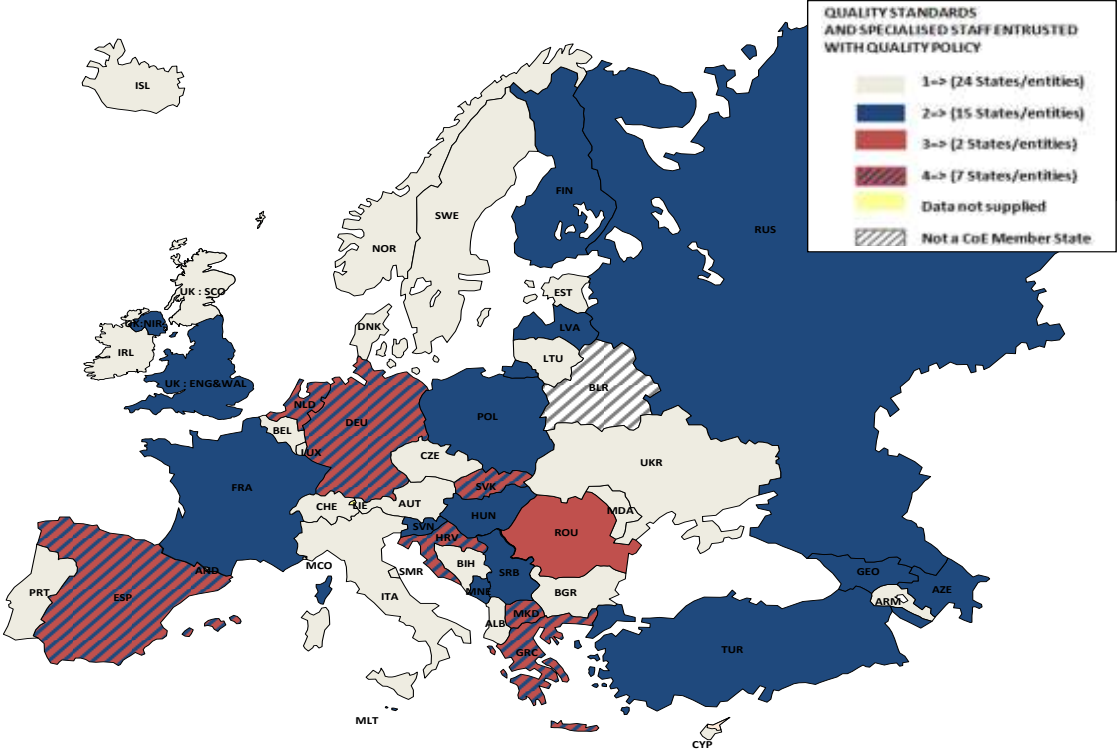 QUALITY STANDARDS
AND SPECIALISED STAFF ENTRUSTED
WITH QUALITY POLICY
1=> (24 States/entities)
2=> (15 States/entities)
3=> (2 States/entities)
4=> (7 States/entities)
Data not supplied
Not a CoE Member State
ISL
FIN
SWE
RUS
NOR
UK : SCO
EST
UK:NIR
DNK
LVA
IRL
LTU
UK : ENG&WAL
BLR
NLD
POL
DEU
BEL
LUX
CZE
UKR
FRA
SVK
CHE
LIE
AUT
MDA
HUN
SVN
ROU
HRV
MCO
SMR
BIH
SRB
GEO
AND
AZE
PRT
ESP
ITA
MNE
BGR
ARM
MKD
ALB
GRC
TUR
MLT
CYP